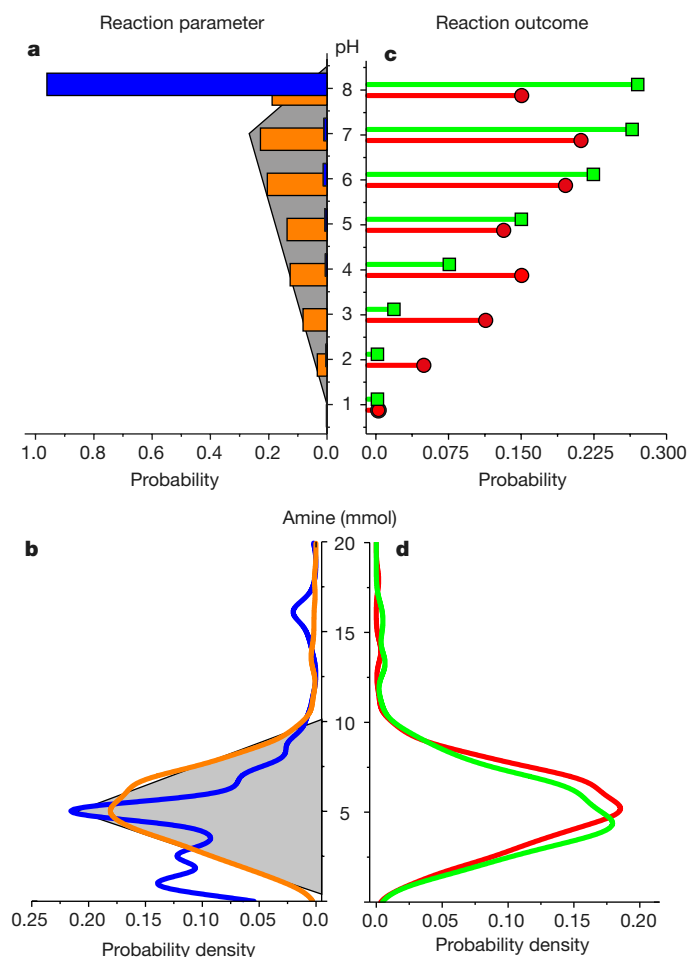 Reaction parameter
Reaction outcome
a
pH
c
8
7
6
5
4
3
2
1
1.0 0.8 0.6 0.4 0.2 0.0
0.0 0.075 0.150 0.225 0.300
Probability
Probability
Amine (mmol)
b
d
20
15
10
5
0.25 0.20 0.15 0.10 0.05 0.0
0.0 0.05 0.10 0.15 0.20
Probability density
Probability density